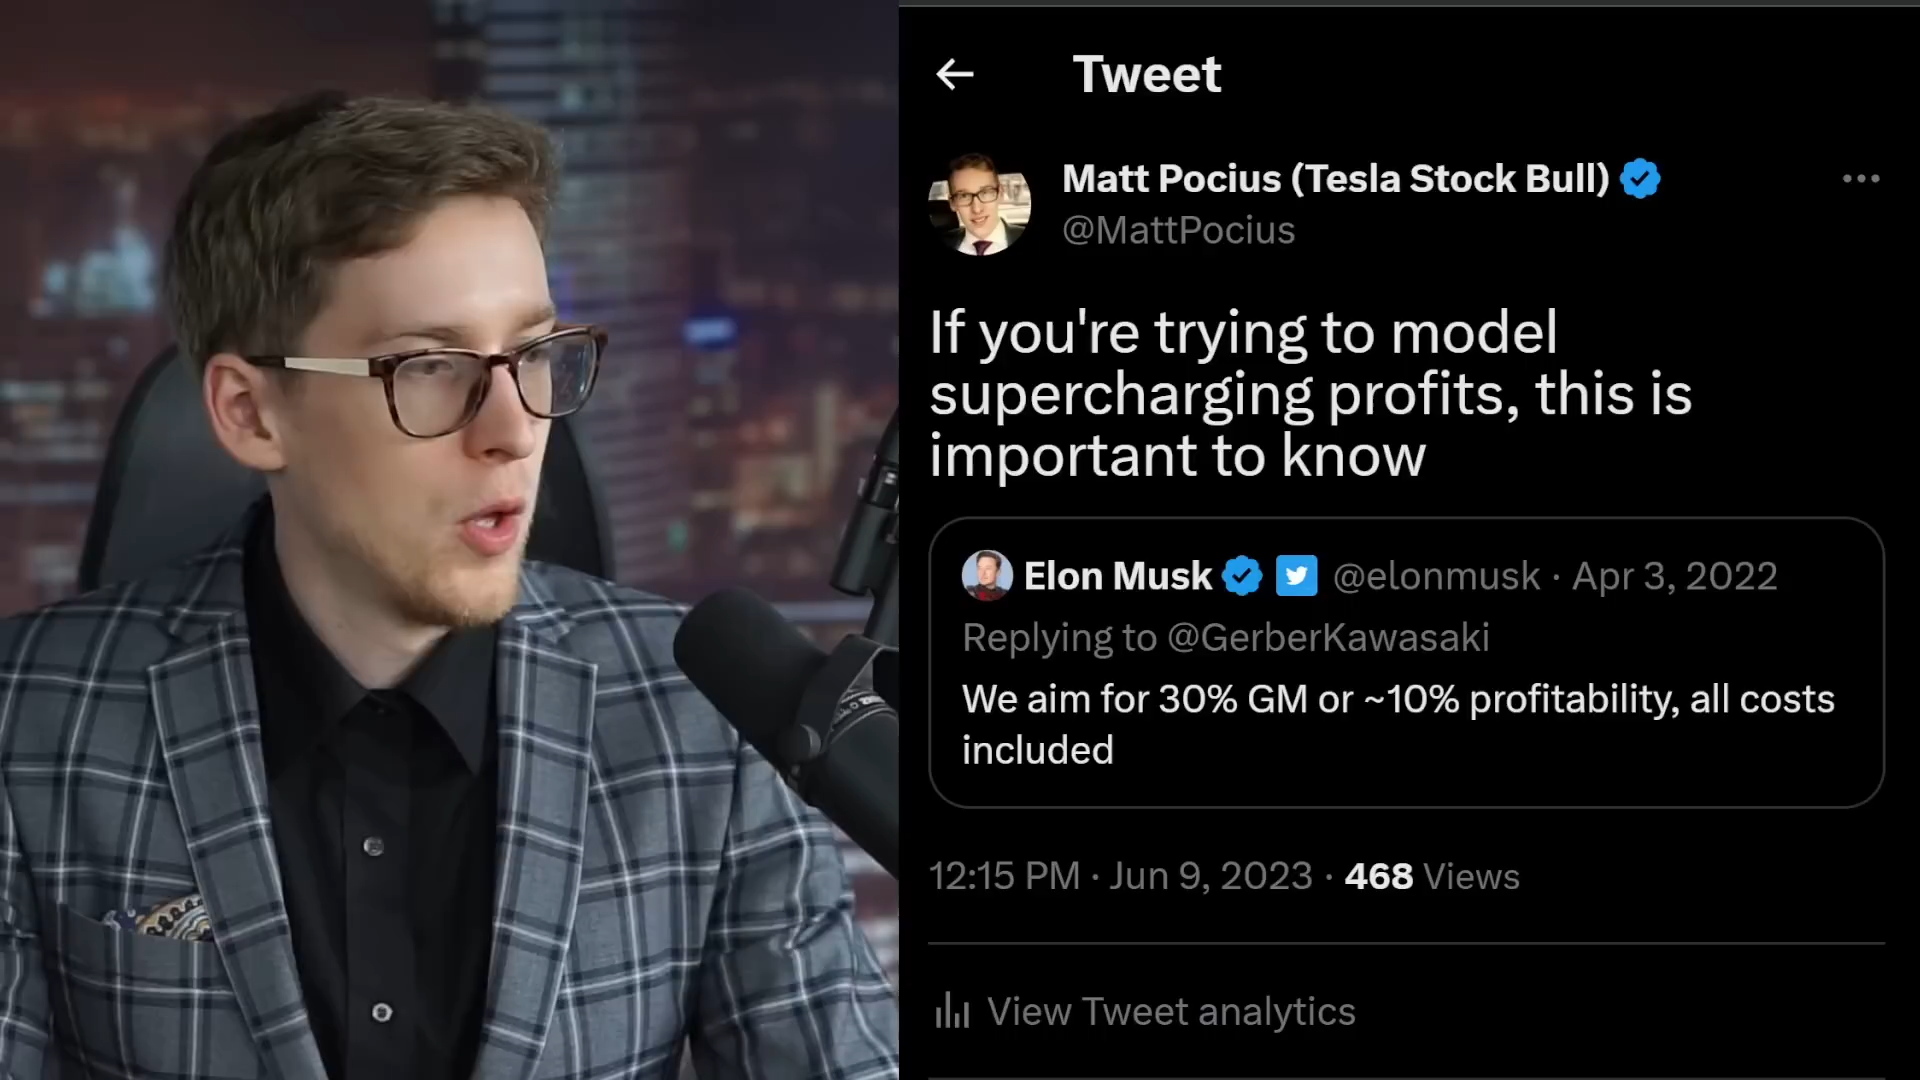 Tweet
Matt Pocius (Tesla Stock Bull)
@MattPocius
If you're trying to model
supercharging profits, this is
important to know
Elon Musk @elonmusk · Apr 3, 2022
Replying to @GerberKawasaki
We aim for 30% GM or ~10% profitability, all costs
included
12:15 PM · Jun 9, 2023 · 468 Views
View Tweet analytics